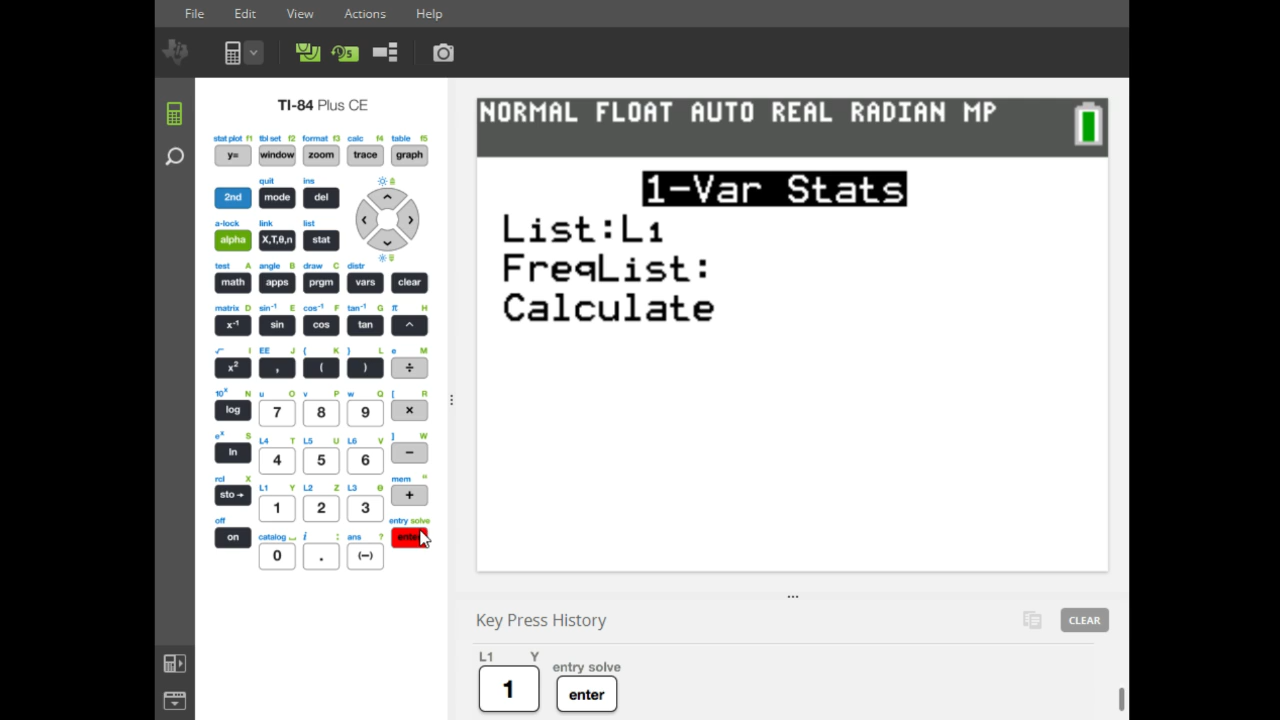 File Edit View Actions Help
TI-84 Plus CE
stat plot f1 tbl set f2 format f3 calc f4 table f5
y= window zoom trace graph
quit ins
2nd mode del
a-lock link list
alpha X,T,θ,n stat
test A angle B draw C distr
math apps prgm vars clear
matrix D sin⁻¹ E cos⁻¹ F tan⁻¹ G π H
x⁻¹ sin cos tan ^
√ I EE J { K } L e M
x² , ( ) ÷
10ˣ N u O v P w Q [ R
log 7 8 9 ×
eˣ S L4 T L5 U L6 V ] W
ln 4 5 6 −
rcl X L1 Y L2 Z L3 θ mem "
sto→ 1 2 3 +
off catalog ⎵ i : ans ? entry solve
on 0 . (−) enter
NORMAL FLOAT AUTO REAL RADIAN MP
1-Var Stats
List:L₁
FreqList:
Calculate
Key Press History
CLEAR
L1 Y entry solve
1 enter